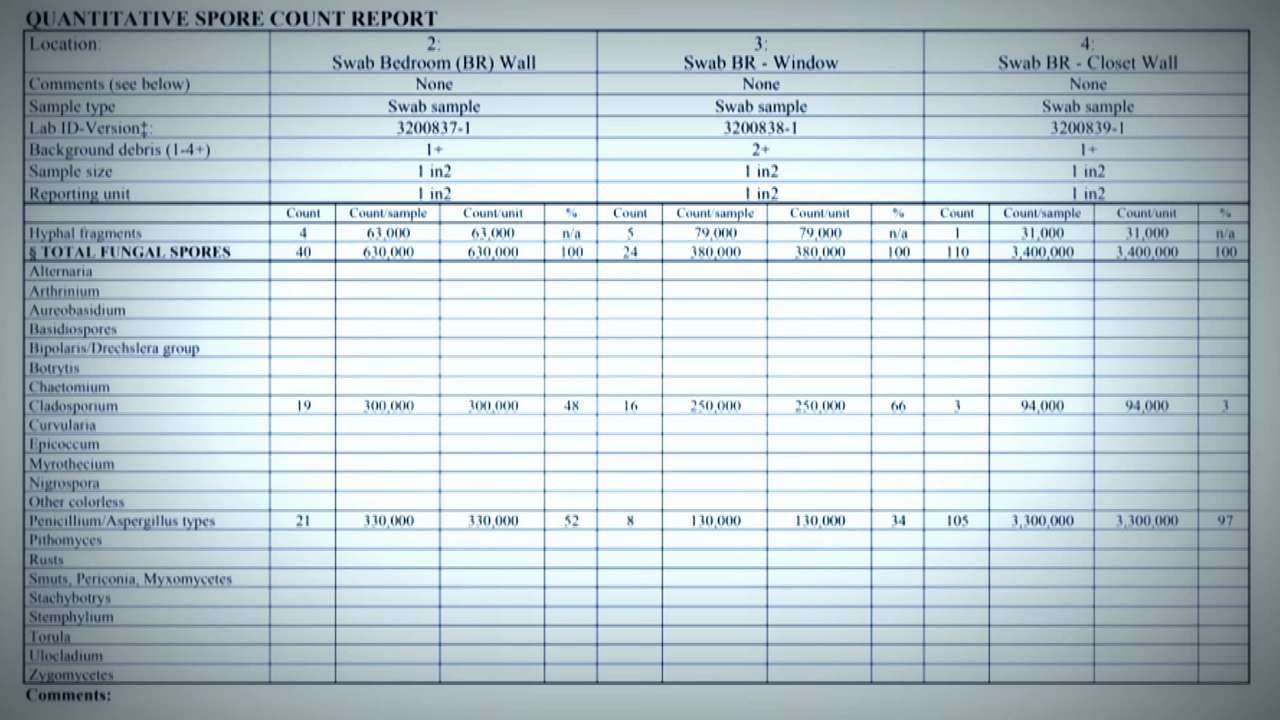 QUANTITATIVE SPORE COUNT REPORT
Location: 2: 3: 4:
Swab Bedroom (BR) Wall Swab BR - Window Swab BR - Closet Wall
Comments (see below) None None None
Sample type Swab sample Swab sample Swab sample
Lab ID-Version‡: 3200837-1 3200838-1 3200839-1
Background debris (1-4+) 1+ 2+ 1+
Sample size 1 in2 1 in2 1 in2
Reporting unit 1 in2 1 in2 1 in2
Count Count/sample Count/unit % Count Count/sample Count/unit % Count Count/sample Count/unit %
Hyphal fragments 4 63,000 63,000 n/a 5 79,000 79,000 n/a 1 31,000 31,000 n/a
§ TOTAL FUNGAL SPORES 40 630,000 630,000 100 24 380,000 380,000 100 110 3,400,000 3,400,000 100
Alternaria
Arthrinium
Aureobasidium
Basidiospores
Bipolaris/Drechslera group
Botrytis
Chaetomium
Cladosporium 19 300,000 300,000 48 16 250,000 250,000 66 3 94,000 94,000 3
Curvularia
Epicoccum
Myrothecium
Nigrospora
Other colorless
Penicillium/Aspergillus types 21 330,000 330,000 52 8 130,000 130,000 34 105 3,300,000 3,300,000 97
Pithomyces
Rusts
Smuts, Periconia, Myxomycetes
Stachybotrys
Stemphylium
Torula
Ulocladium
Zygomycetes
Comments: